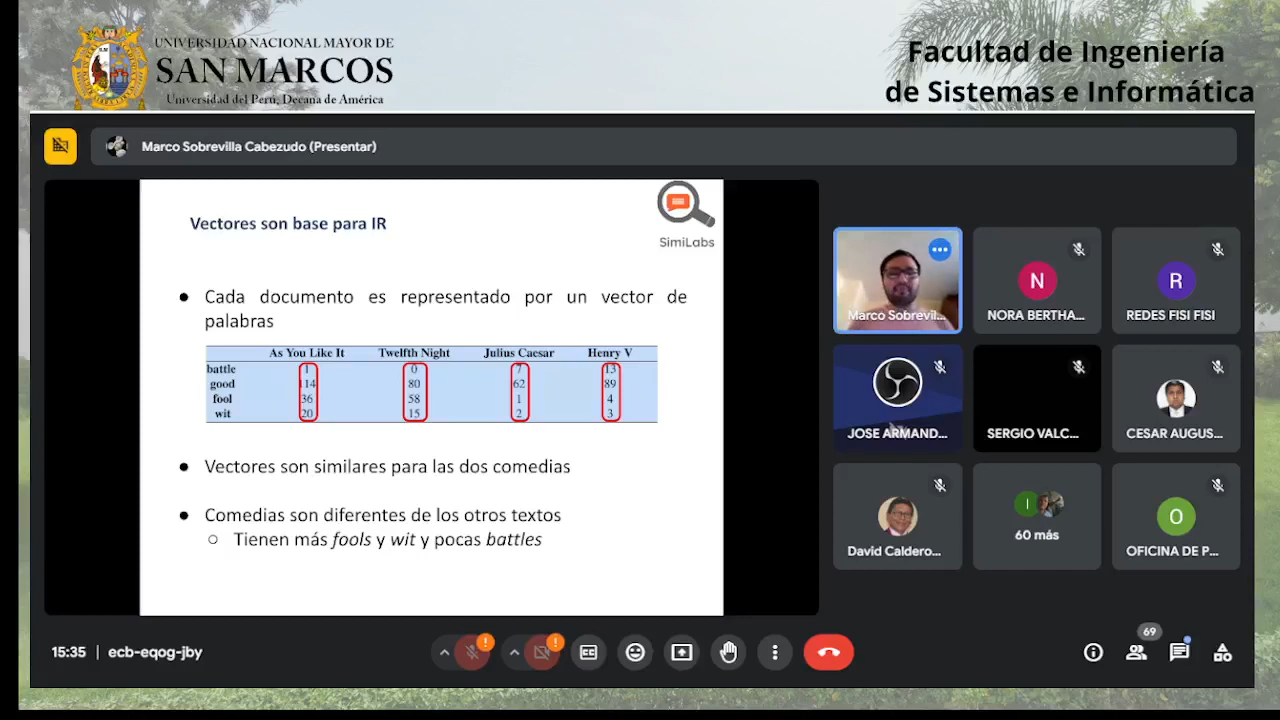 UNIVERSIDAD NACIONAL MAYOR DE
SAN MARCOS
Universidad del Perú, Decana de América
Facultad de Ingeniería
de Sistemas e Informática
Marco Sobrevilla Cabezudo (Presentar)
Vectores son base para IR
SimiLabs
● Cada documento es representado por un vector de
palabras
As You Like It Twelfth Night Julius Caesar Henry V
battle 1 0 7 13
good 114 80 62 89
fool 36 58 1 4
wit 20 15 2 3
● Vectores son similares para las dos comedias
● Comedias son diferentes de los otros textos
○ Tienen más fools y wit y pocas battles
Marco Sobrevil...
N
NORA BERTHA...
R
REDES FISI FISI
JOSE ARMAND...
SERGIO VALC...
CESAR AUGUS...
David Caldero...
I
60 más
O
OFICINA DE P...
15:35 | ecb-eqog-jby
69